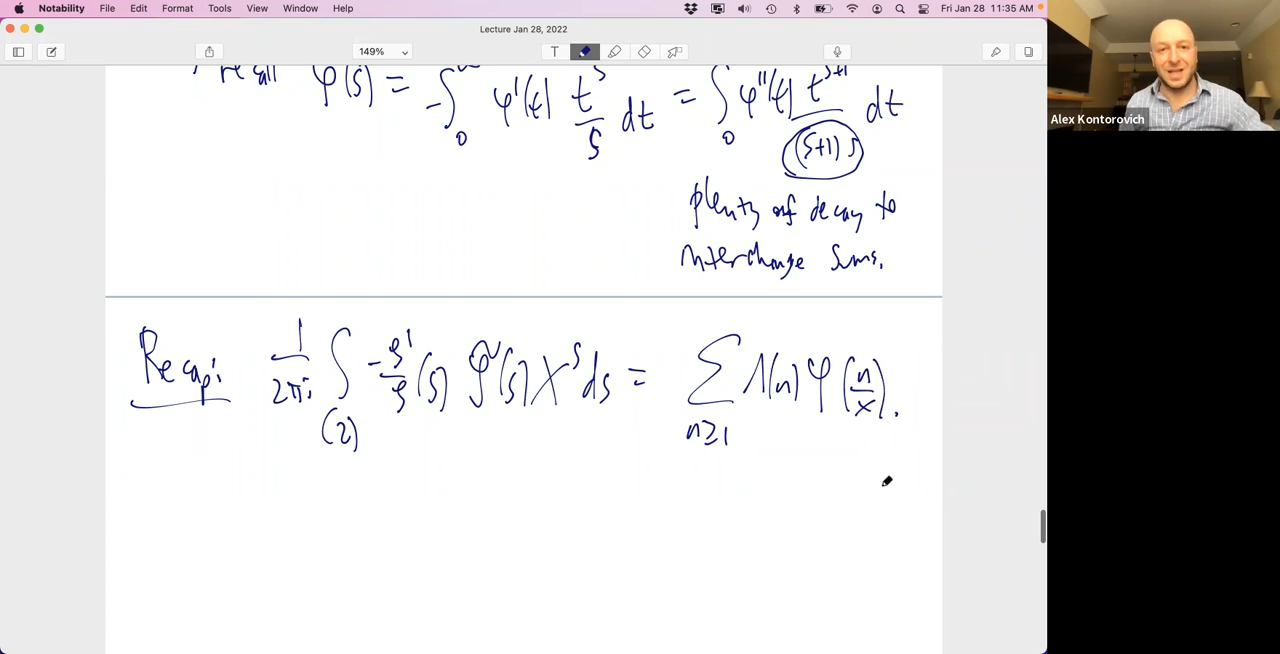 Notability File Edit Format Tools View Window Help Fri Jan 28 11:35 AM
Lecture Jan 28, 2022
149%
T
recall φ̃(s) = -∫₀^∞ φ'(t) t^s/s dt = ∫₀^∞ φ''(t) t^(s+1)/((s+1)s) dt
plenty of decay to
interchange sums.
Recap: 1/(2πi) ∫_(2) -ζ'/ζ (s) φ̃(s) X^s ds = Σ_(n≥1) Λ(n) φ(n/X).
Alex Kontorovich